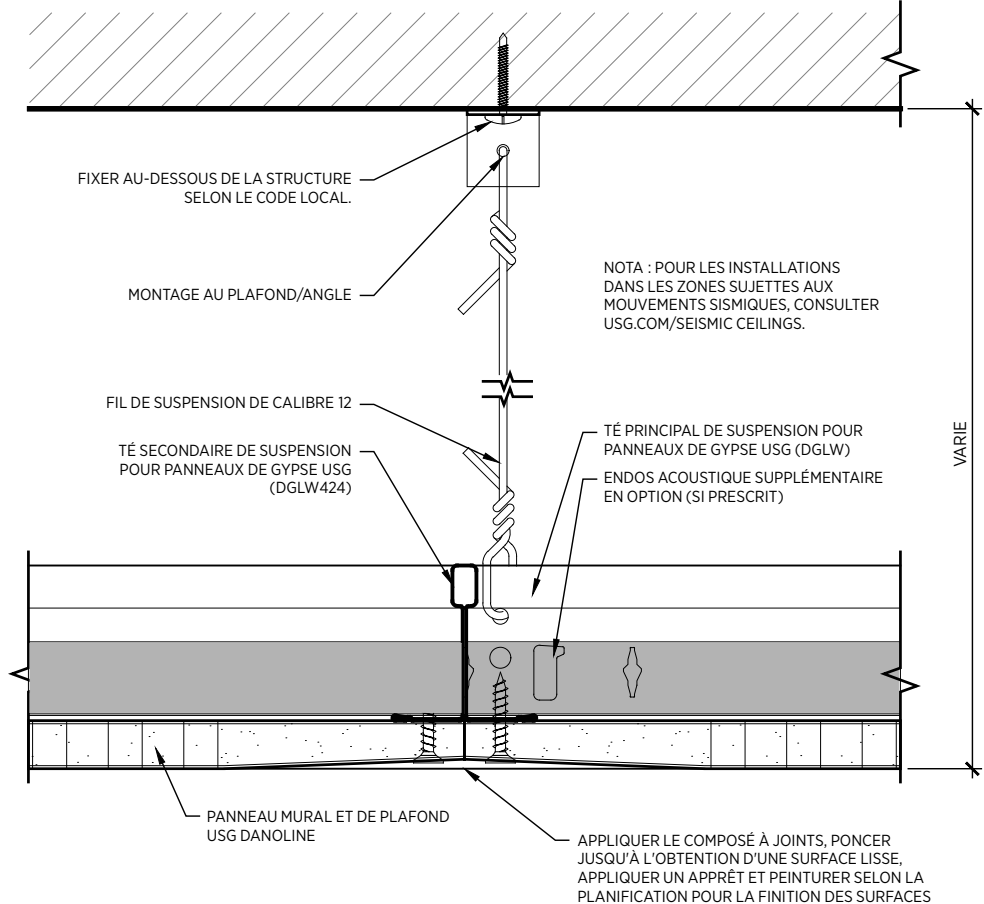 FIXER AU-DESSOUS DE LA STRUCTURE
SELON LE CODE LOCAL.
MONTAGE AU PLAFOND/ANGLE
NOTA : POUR LES INSTALLATIONS
DANS LES ZONES SUJETTES AUX
MOUVEMENTS SISMIQUES, CONSULTER
USG.COM/SEISMIC CEILINGS.
FIL DE SUSPENSION DE CALIBRE 12
TÉ SECONDAIRE DE SUSPENSION
POUR PANNEAUX DE GYPSE USG
(DGLW424)
TÉ PRINCIPAL DE SUSPENSION POUR
PANNEAUX DE GYPSE USG (DGLW)
ENDOS ACOUSTIQUE SUPPLÉMENTAIRE
EN OPTION (SI PRESCRIT)
VARIE
PANNEAU MURAL ET DE PLAFOND
USG DANOLINE
APPLIQUER LE COMPOSÉ À JOINTS, PONCER
JUSQU'À L'OBTENTION D'UNE SURFACE LISSE,
APPLIQUER UN APPRÊT ET PEINTURER SELON LA
PLANIFICATION POUR LA FINITION DES SURFACES